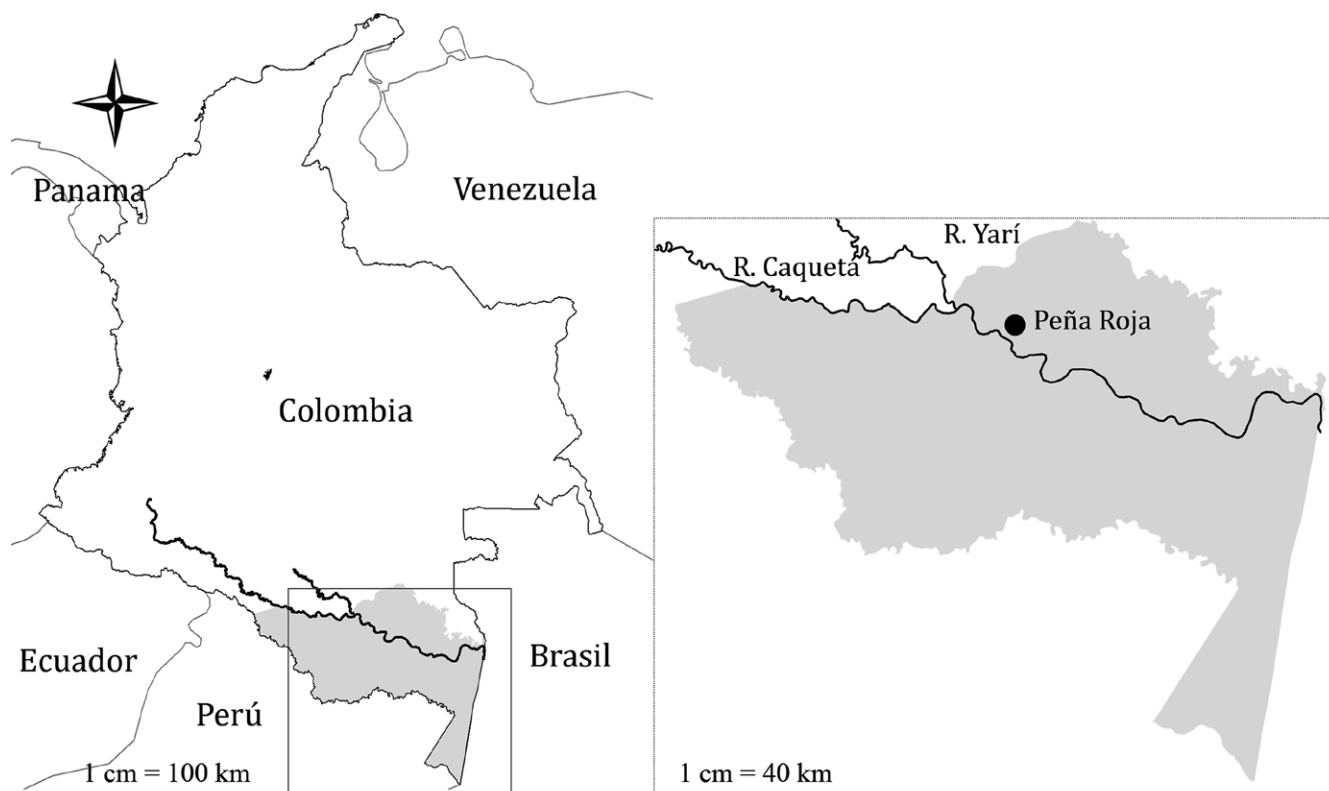 Panama
Venezuela
Colombia
Ecuador
Perú
Brasil
1 cm = 100 km
R. Yarí
R. Caquetá
Peña Roja
1 cm = 40 km